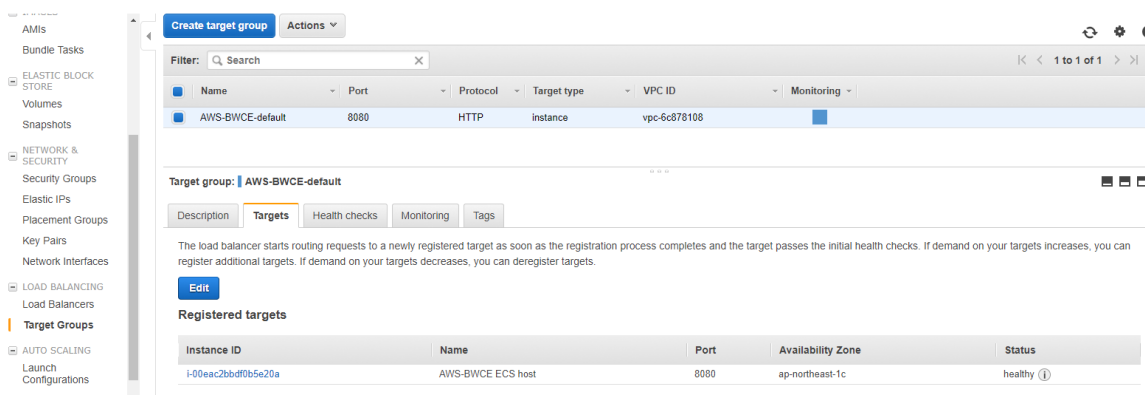 AMIs
Bundle Tasks
ELASTIC BLOCK
STORE
Volumes
Snapshots
NETWORK &
SECURITY
Security Groups
Elastic IPs
Placement Groups
Key Pairs
Network Interfaces
LOAD BALANCING
Load Balancers
Target Groups
AUTO SCALING
Launch
Configurations
Create target group Actions
Filter: Search 1 to 1 of 1
Name Port Protocol Target type VPC ID Monitoring
AWS-BWCE-default 8080 HTTP instance vpc-6c878108
Target group: AWS-BWCE-default
Description Targets Health checks Monitoring Tags
The load balancer starts routing requests to a newly registered target as soon as the registration process completes and the target passes the initial health checks. If demand on your targets increases, you can
register additional targets. If demand on your targets decreases, you can deregister targets.
Edit
Registered targets
Instance ID Name Port Availability Zone Status
i-00eac2bbdf0b5e20a AWS-BWCE ECS host 8080 ap-northeast-1c healthy